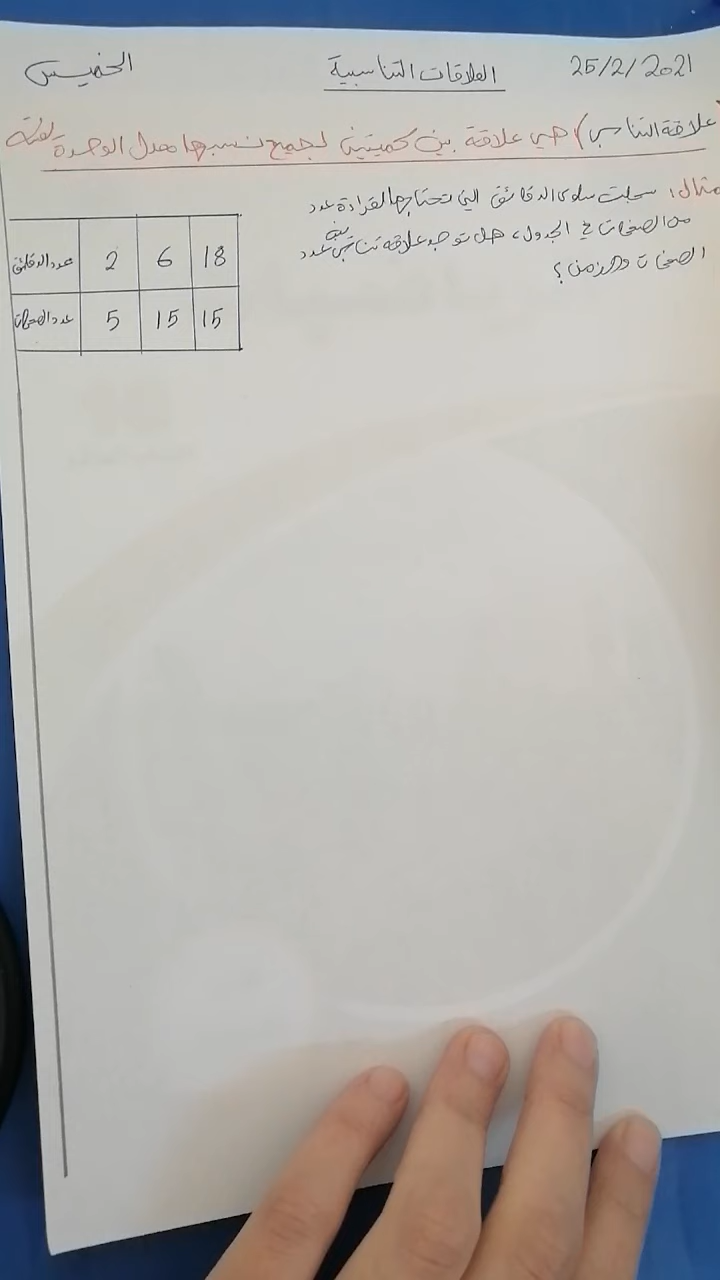 25/2/2021 العلاقات التناسبية الخميس
(علاقة التناسب) هي علاقة بين كميتين لجميع نسبها معدل الوحدة نفسه
مثال: سجلت سلوى الدقائق التي تحتاجها لقراءة عدد
من الصفحات في الجدول، هل توجد علاقة تناسب بين عدد
الصفحات والزمن؟
عدد الدقائق 2 6 18
عدد الصفحات 5 15 15